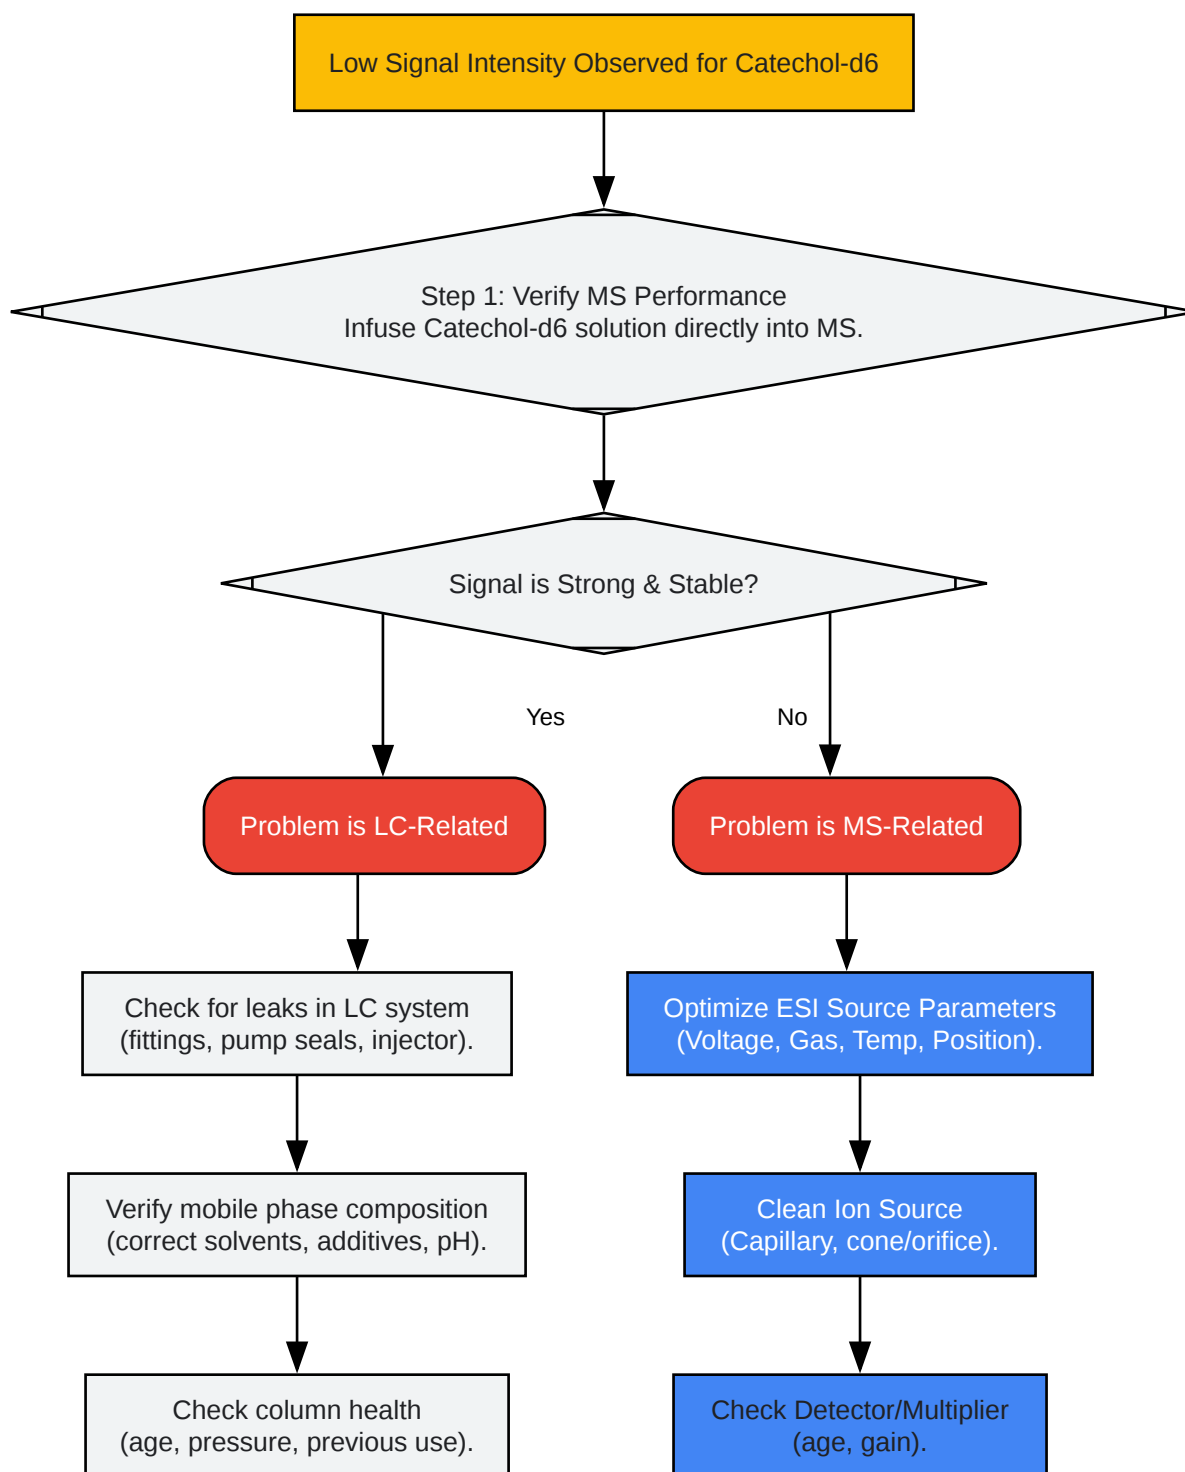 Low Signal Intensity Observed for Catechol-d6
Step 1: Verify MS Performance
Infuse Catechol-d6 solution directly into MS.
Signal is Strong & Stable?
Yes
No
Problem is LC-Related
Problem is MS-Related
Check for leaks in LC system
(fittings, pump seals, injector).
Optimize ESI Source Parameters
(Voltage, Gas, Temp, Position).
Verify mobile phase composition
(correct solvents, additives, pH).
Clean Ion Source
(Capillary, cone/orifice).
Check column health
(age, pressure, previous use).
Check Detector/Multiplier
(age, gain).